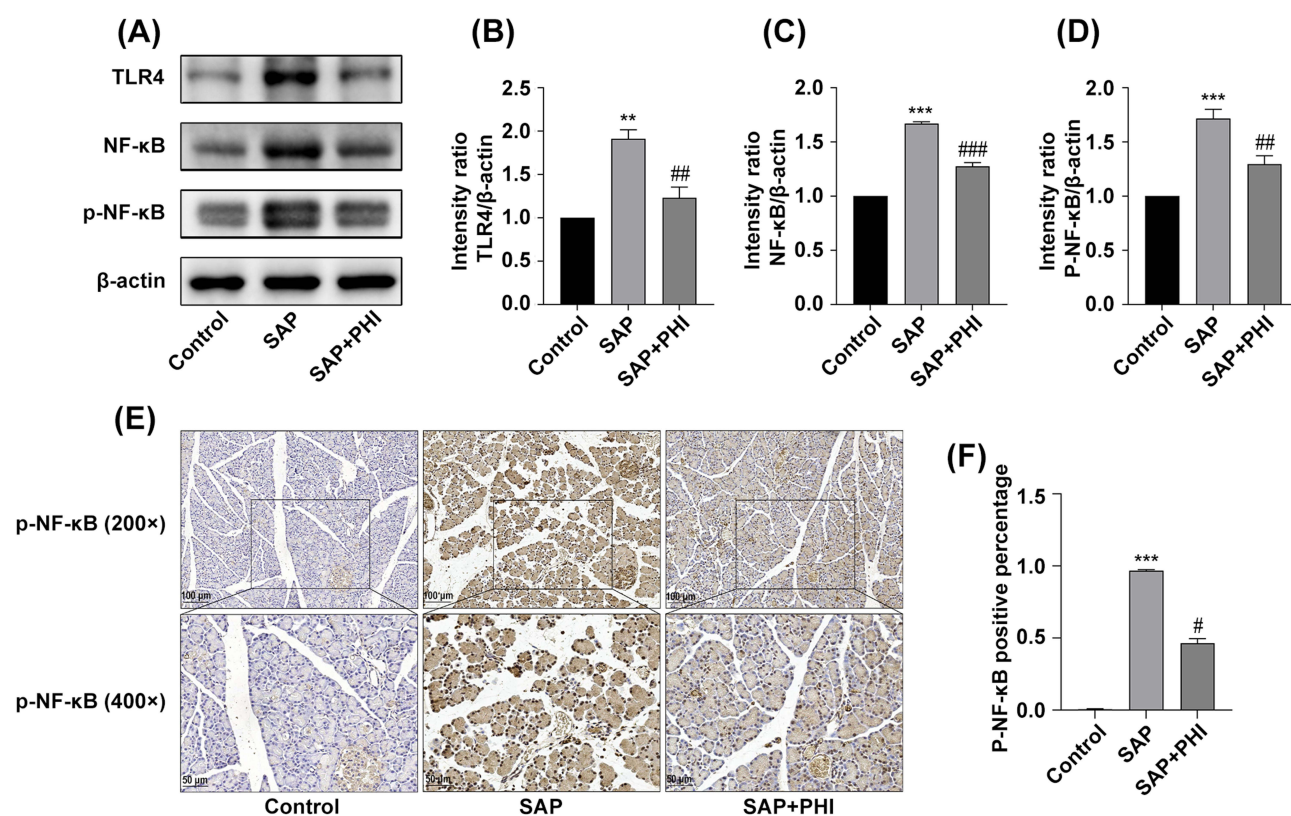 (A)
TLR4
NF-κB
p-NF-κB
β-actin
Control
SAP
SAP+PHI
(B)
Intensity ratio
TLR4/β-actin
2.5
2.0
1.5
1.0
0.5
0.0
**
##
Control
SAP
SAP+PHI
(C)
Intensity ratio
NF-κB/β-actin
2.0
1.5
1.0
0.5
0.0
***
###
Control
SAP
SAP+PHI
(D)
Intensity ratio
P-NF-κB/β-actin
2.0
1.5
1.0
0.5
0.0
***
##
Control
SAP
SAP+PHI
(E)
p-NF-κB (200×)
100 μm
100 μm
100 μm
p-NF-κB (400×)
50 μm
50 μm
50 μm
Control
SAP
SAP+PHI
(F)
P-NF-κB positive percentage
1.5
1.0
0.5
0.0
***
#
Control
SAP
SAP+PHI